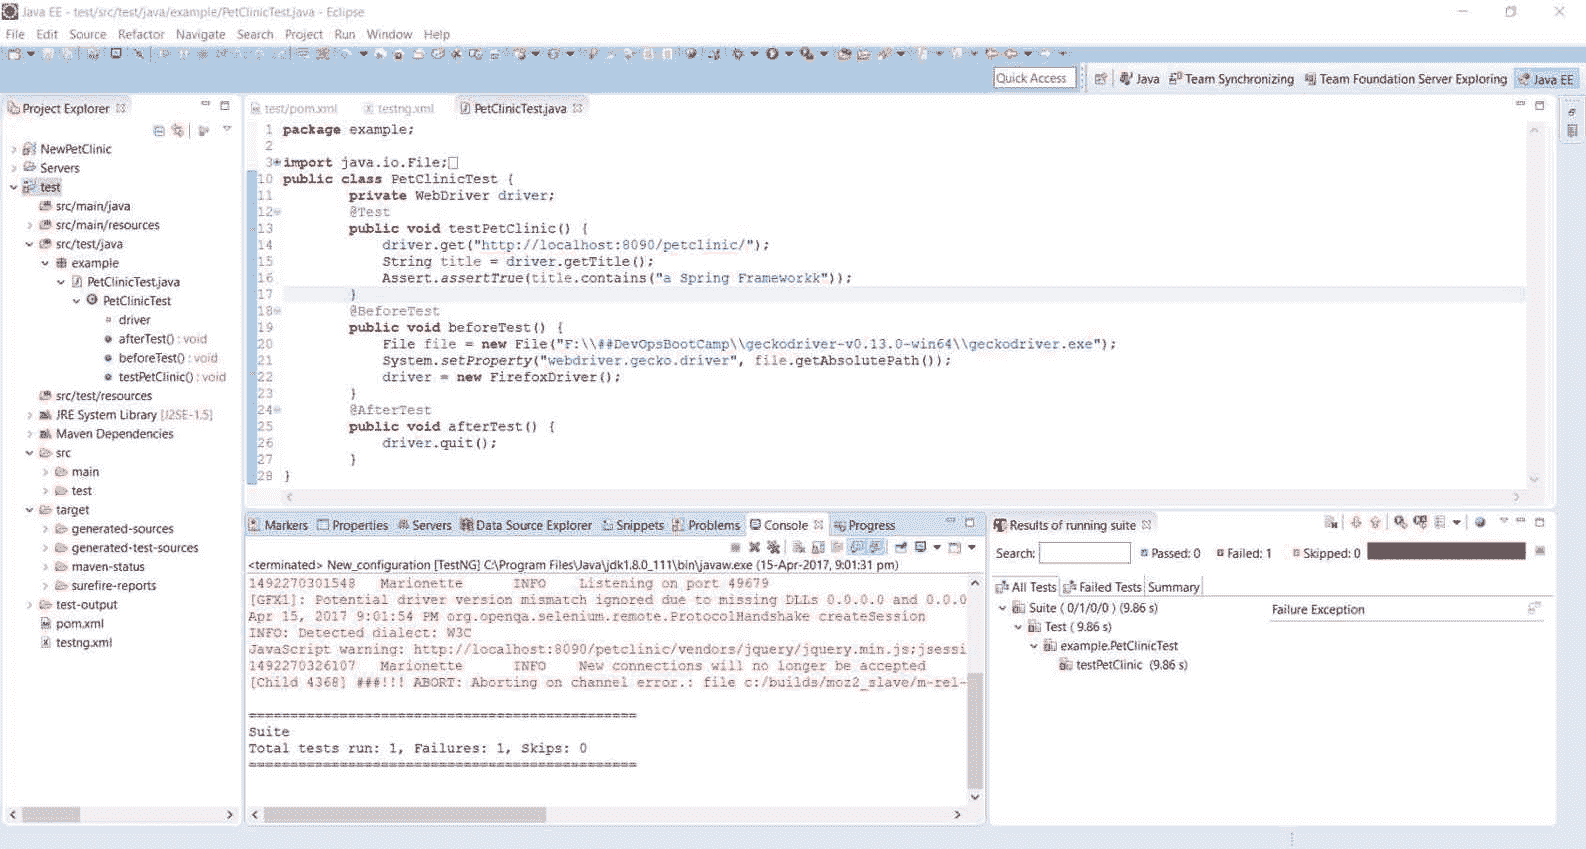 Java EE - test/src/test/java/example/PetClinicTest.java - Eclipse
File Edit Source Refactor Navigate Search Project Run Window Help
Quick Access Java Team Synchronizing Team Foundation Server Exploring Java EE
Project Explorer
NewPetClinic
Servers
test
src/main/java
src/main/resources
src/test/java
example
PetClinicTest.java
PetClinicTest
driver
afterTest() : void
beforeTest() : void
testPetClinic() : void
src/test/resources
JRE System Library [J2SE-1.5]
Maven Dependencies
src
main
test
target
generated-sources
generated-test-sources
maven-status
surefire-reports
test-output
pom.xml
testng.xml
test/pom.xml testng.xml PetClinicTest.java
1 package example;
2
3 import java.io.File;
10 public class PetClinicTest {
11 private WebDriver driver;
12 @Test
13 public void testPetClinic() {
14 driver.get("http://localhost:8090/petclinic/");
15 String title = driver.getTitle();
16 Assert.assertTrue(title.contains("a Spring Frameworkk"));
17 }
18 @BeforeTest
19 public void beforeTest() {
20 File file = new File("F:\\##DevOpsBootCamp\\geckodriver-v0.13.0-win64\\geckodriver.exe");
21 System.setProperty("webdriver.gecko.driver", file.getAbsolutePath());
22 driver = new FirefoxDriver();
23 }
24 @AfterTest
25 public void afterTest() {
26 driver.quit();
27 }
28 }
Markers Properties Servers Data Source Explorer Snippets Problems Console Progress
<terminated> New_configuration [TestNG] C:\Program Files\Java\jdk1.8.0_111\bin\javaw.exe (15-Apr-2017, 9:01:31 pm)
1492270301548 Marionette INFO Listening on port 49679
[GFX1]: Potential driver version mismatch ignored due to missing DLLs 0.0.0.0 and 0.0.0
Apr 15, 2017 9:01:54 PM org.openqa.selenium.remote.ProtocolHandshake createSession
INFO: Detected dialect: W3C
JavaScript warning: http://localhost:8090/petclinic/vendors/jquery/jquery.min.js;jsessi
1492270326107 Marionette INFO New connections will no longer be accepted
[Child 4368] ###!!! ABORT: Aborting on channel error.: file c:/builds/moz2_slave/m-rel-
===============================================
Suite
Total tests run: 1, Failures: 1, Skips: 0
===============================================
Results of running suite
Search: Passed: 0 Failed: 1 Skipped: 0
All Tests Failed Tests Summary
Suite ( 0/1/0/0 ) (9.86 s)
Test ( 9.86 s)
example.PetClinicTest
testPetClinic (9.86 s)
Failure Exception